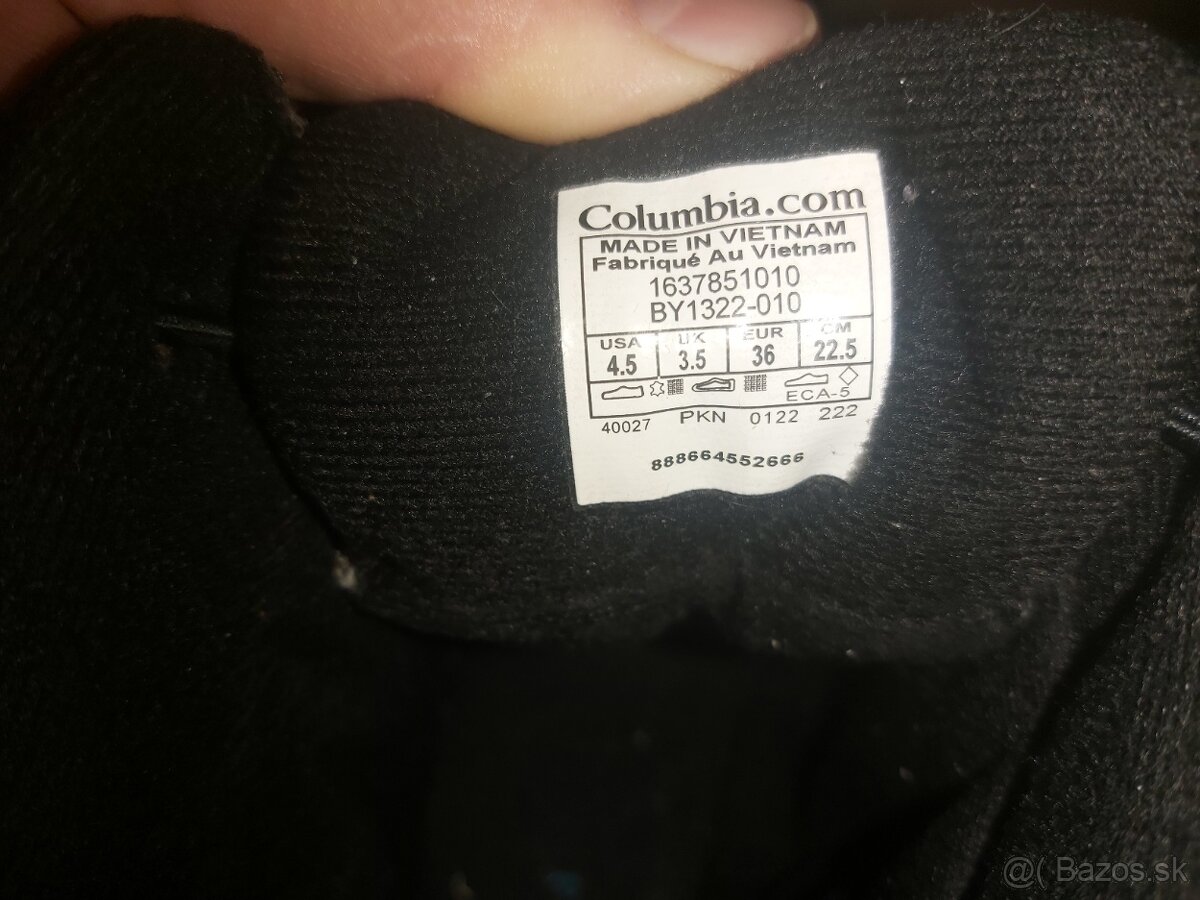 Columbia.com
MADE IN VIETNAM
Fabriqué Au Vietnam
1637851010
BY1322-010
USA UK EUR CM
4.5 3.5 36 22.5
ECA-5
40027 PKN 0122 222
888664552666
@( Bazos.sk